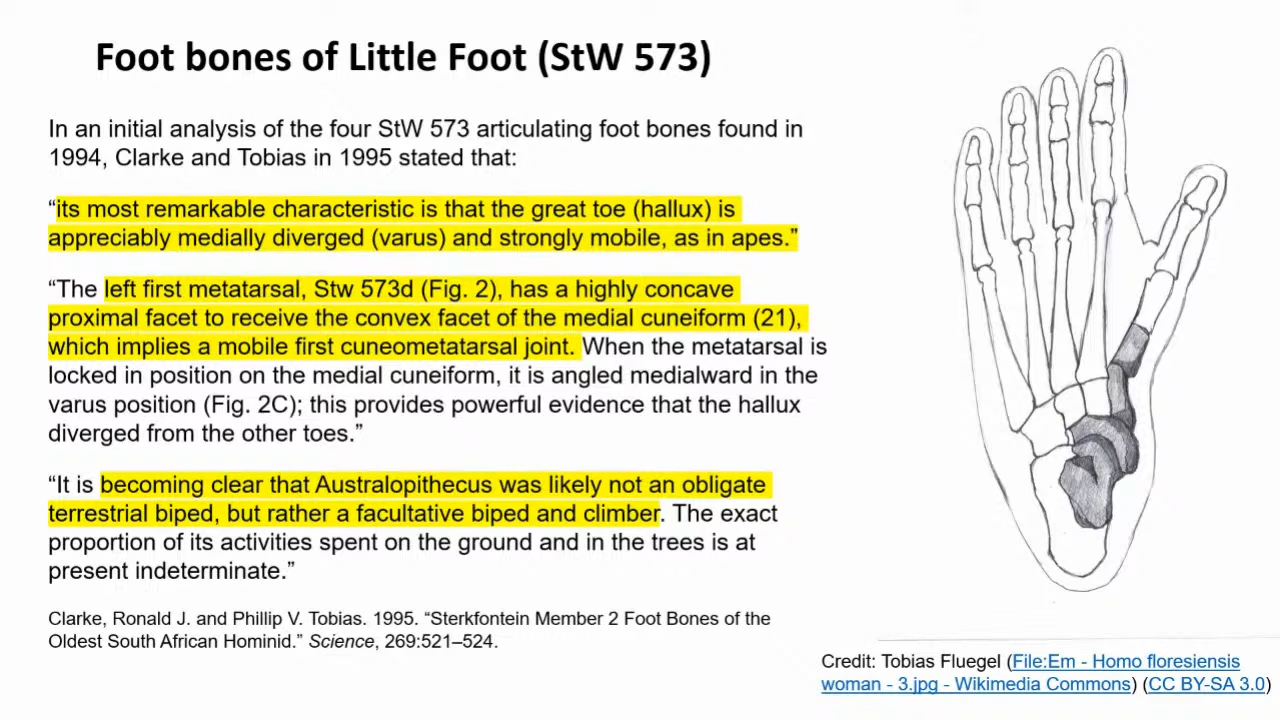 Foot bones of Little Foot (StW 573)
In an initial analysis of the four StW 573 articulating foot bones found in
1994, Clarke and Tobias in 1995 stated that:
“its most remarkable characteristic is that the great toe (hallux) is
appreciably medially diverged (varus) and strongly mobile, as in apes.”
“The left first metatarsal, Stw 573d (Fig. 2), has a highly concave
proximal facet to receive the convex facet of the medial cuneiform (21),
which implies a mobile first cuneometatarsal joint. When the metatarsal is
locked in position on the medial cuneiform, it is angled medialward in the
varus position (Fig. 2C); this provides powerful evidence that the hallux
diverged from the other toes.”
“It is becoming clear that Australopithecus was likely not an obligate
terrestrial biped, but rather a facultative biped and climber. The exact
proportion of its activities spent on the ground and in the trees is at
present indeterminate.”
Clarke, Ronald J. and Phillip V. Tobias. 1995. “Sterkfontein Member 2 Foot Bones of the
Oldest South African Hominid.” Science, 269:521–524.
Credit: Tobias Fluegel (File:Em - Homo floresiensis
woman - 3.jpg - Wikimedia Commons) (CC BY-SA 3.0)